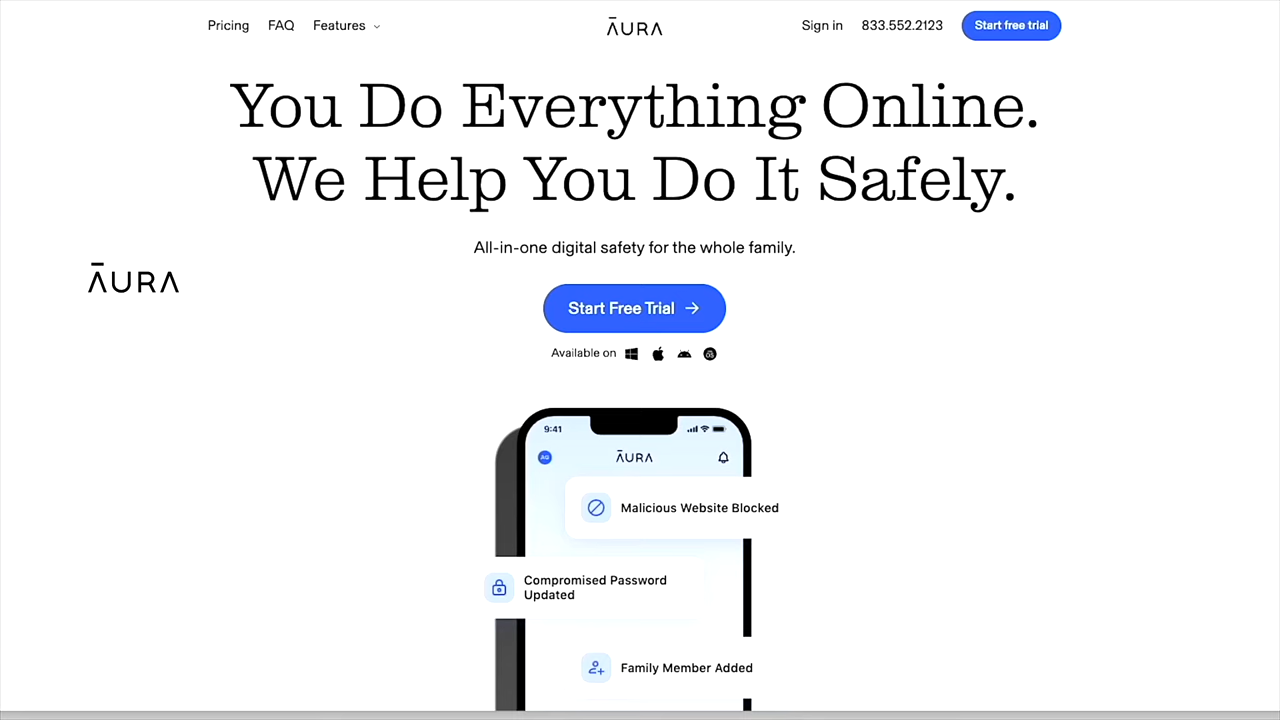 Pricing FAQ Features
ĀURA
Sign in 833.552.2123 Start free trial
You Do Everything Online.
We Help You Do It Safely.
All-in-one digital safety for the whole family.
ĀURA
Start Free Trial →
Available on
9:41
ĀURA
Malicious Website Blocked
Compromised Password
Updated
Family Member Added